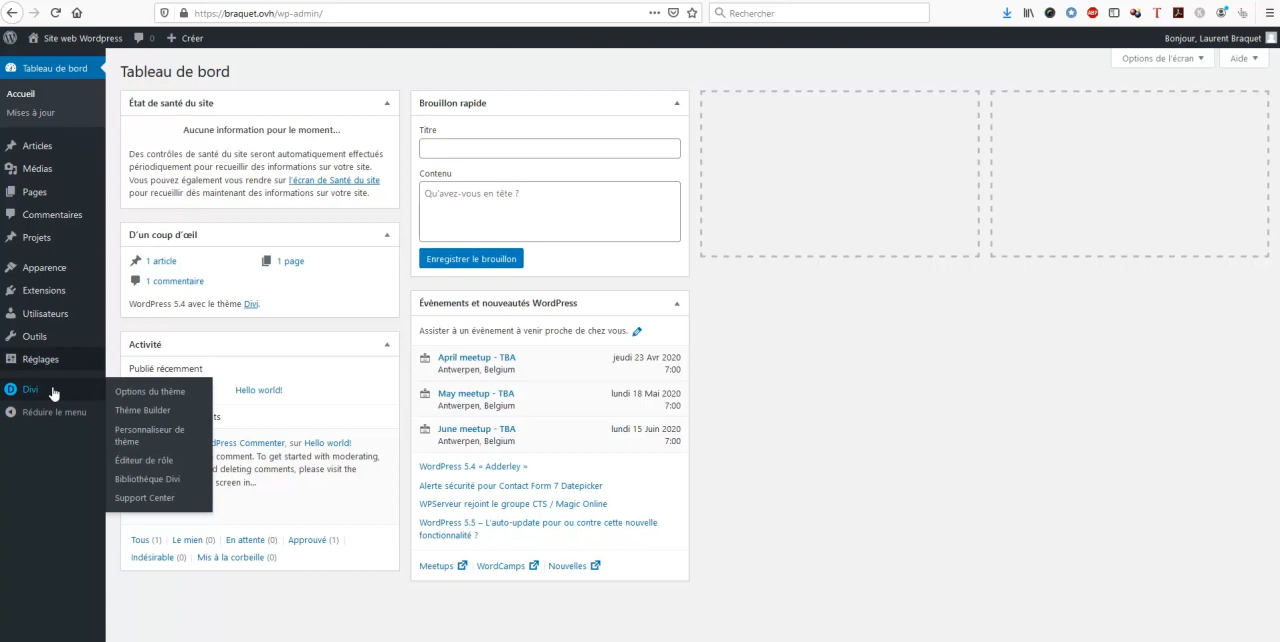 https://braquet.ovh/wp-admin/
Rechercher
Site web Wordpress
0
Créer
Bonjour, Laurent Braquet
Tableau de bord
Accueil
Mises à jour
Articles
Médias
Pages
Commentaires
Projets
Apparence
Extensions
Utilisateurs
Outils
Réglages
Divi
Réduire le menu
Options du thème
Thème Builder
Personnaliseur de
thème
Éditeur de rôle
Bibliothèque Divi
Support Center
Options de l'écran ▼
Aide ▼
Tableau de bord
État de santé du site
Aucune information pour le moment…
Des contrôles de santé du site seront automatiquement effectués
périodiquement pour recueillir des informations sur votre site.
Vous pouvez également vous rendre sur l'écran de Santé du site
pour recueillir dès maintenant des informations sur votre site.
D'un coup d'œil
1 article
1 page
1 commentaire
WordPress 5.4 avec le thème Divi.
Activité
Publié récemment
Hello world!
ts
dPress Commenter, sur Hello world!
comment. To get started with moderating,
d deleting comments, please visit the
screen in…
Tous (1) | Le mien (0) | En attente (0) | Approuvé (1) |
Indésirable (0) | Mis à la corbeille (0)
Brouillon rapide
Titre
Contenu
Qu'avez-vous en tête ?
Enregistrer le brouillon
Évènements et nouveautés WordPress
Assister à un évènement à venir proche de chez vous.
April meetup - TBA jeudi 23 Avr 2020
Antwerpen, Belgium 7:00
May meetup - TBA lundi 18 Mai 2020
Antwerpen, Belgium 7:00
June meetup - TBA lundi 15 Juin 2020
Antwerpen, Belgium 7:00
WordPress 5.4 « Adderley »
Alerte sécurité pour Contact Form 7 Datepicker
WPServeur rejoint le groupe CTS / Magic Online
WordPress 5.5 – L'auto-update pour ou contre cette nouvelle
fonctionnalité ?
Meetups
WordCamps
Nouvelles